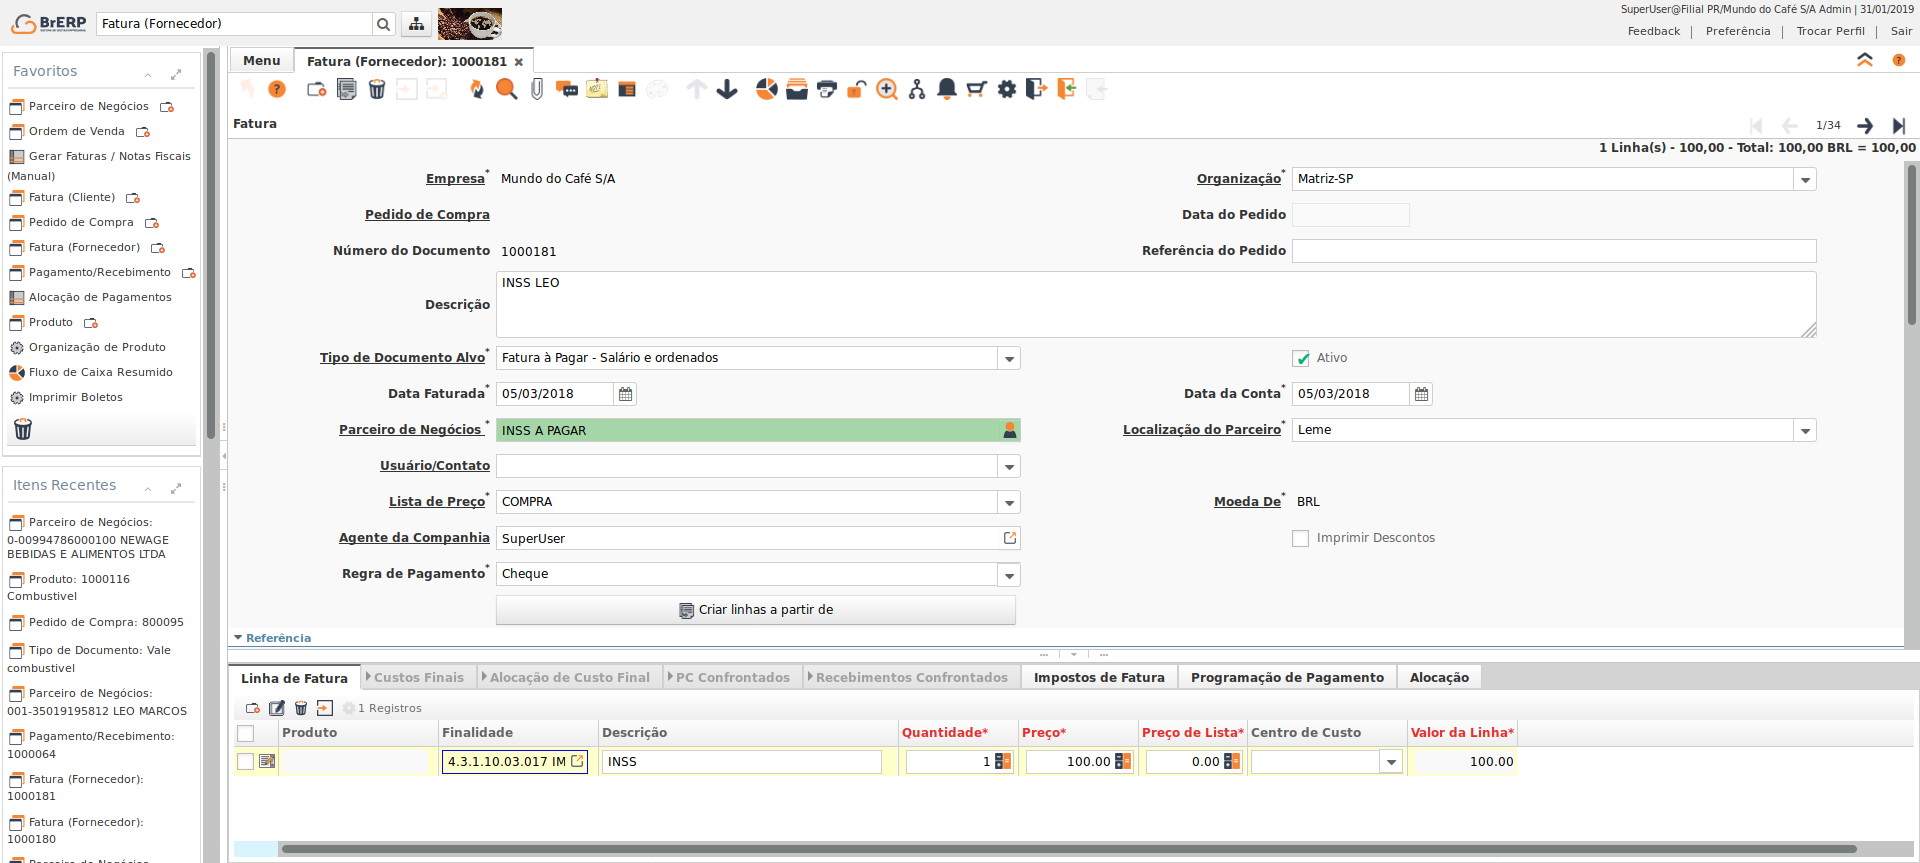 BrERP
Fatura (Fornecedor)
SuperUser@Filial PR/Mundo do Café S/A Admin | 31/01/2019
Feedback | Preferência | Trocar Perfil | Sair
Favoritos
Parceiro de Negócios
Ordem de Venda
Gerar Faturas / Notas Fiscais
(Manual)
Fatura (Cliente)
Pedido de Compra
Fatura (Fornecedor)
Pagamento/Recebimento
Alocação de Pagamentos
Produto
Organização de Produto
Fluxo de Caixa Resumido
Imprimir Boletos
Itens Recentes
Parceiro de Negócios:
0-00994786000100 NEWAGE
BEBIDAS E ALIMENTOS LTDA
Produto: 1000116
Combustivel
Pedido de Compra: 800095
Tipo de Documento: Vale
combustivel
Parceiro de Negócios:
001-35019195812 LEO MARCOS
Pagamento/Recebimento:
1000064
Fatura (Fornecedor):
1000181
Fatura (Fornecedor):
1000180
Menu
Fatura (Fornecedor): 1000181
Fatura
1/34
1 Linha(s) - 100,00 - Total: 100,00 BRL = 100,00
Empresa* Mundo do Café S/A
Organização* Matriz-SP
Pedido de Compra
Data do Pedido
Número do Documento 1000181
Referência do Pedido
Descrição INSS LEO
Tipo de Documento Alvo* Fatura à Pagar - Salário e ordenados
Ativo
Data Faturada* 05/03/2018
Data da Conta* 05/03/2018
Parceiro de Negócios* INSS A PAGAR
Localização do Parceiro* Leme
Usuário/Contato
Lista de Preço* COMPRA
Moeda De* BRL
Agente da Companhia SuperUser
Imprimir Descontos
Regra de Pagamento* Cheque
Criar linhas a partir de
Referência
Linha de Fatura Custos Finais Alocação de Custo Final PC Confrontados Recebimentos Confrontados Impostos de Fatura Programação de Pagamento Alocação
1 Registros
Produto Finalidade Descrição Quantidade* Preço* Preço de Lista* Centro de Custo Valor da Linha*
4.3.1.10.03.017 IM INSS 1 100.00 0.00 100.00